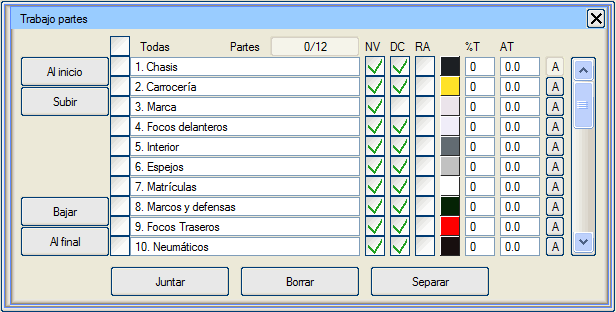 Trabajo partes
Todas Partes 0/12 NV DC RA %T AT
Al inicio
Subir
Bajar
Al final
1. Chasis 0 0.0 A
2. Carrocería 0 0.0 A
3. Marca 0 0.0 A
4. Focos delanteros 0 0.0 A
5. Interior 0 0.0 A
6. Espejos 0 0.0 A
7. Matrículas 0 0.0 A
8. Marcos y defensas 0 0.0 A
9. Focos Traseros 0 0.0 A
10. Neumáticos 0 0.0 A
Juntar Borrar Separar